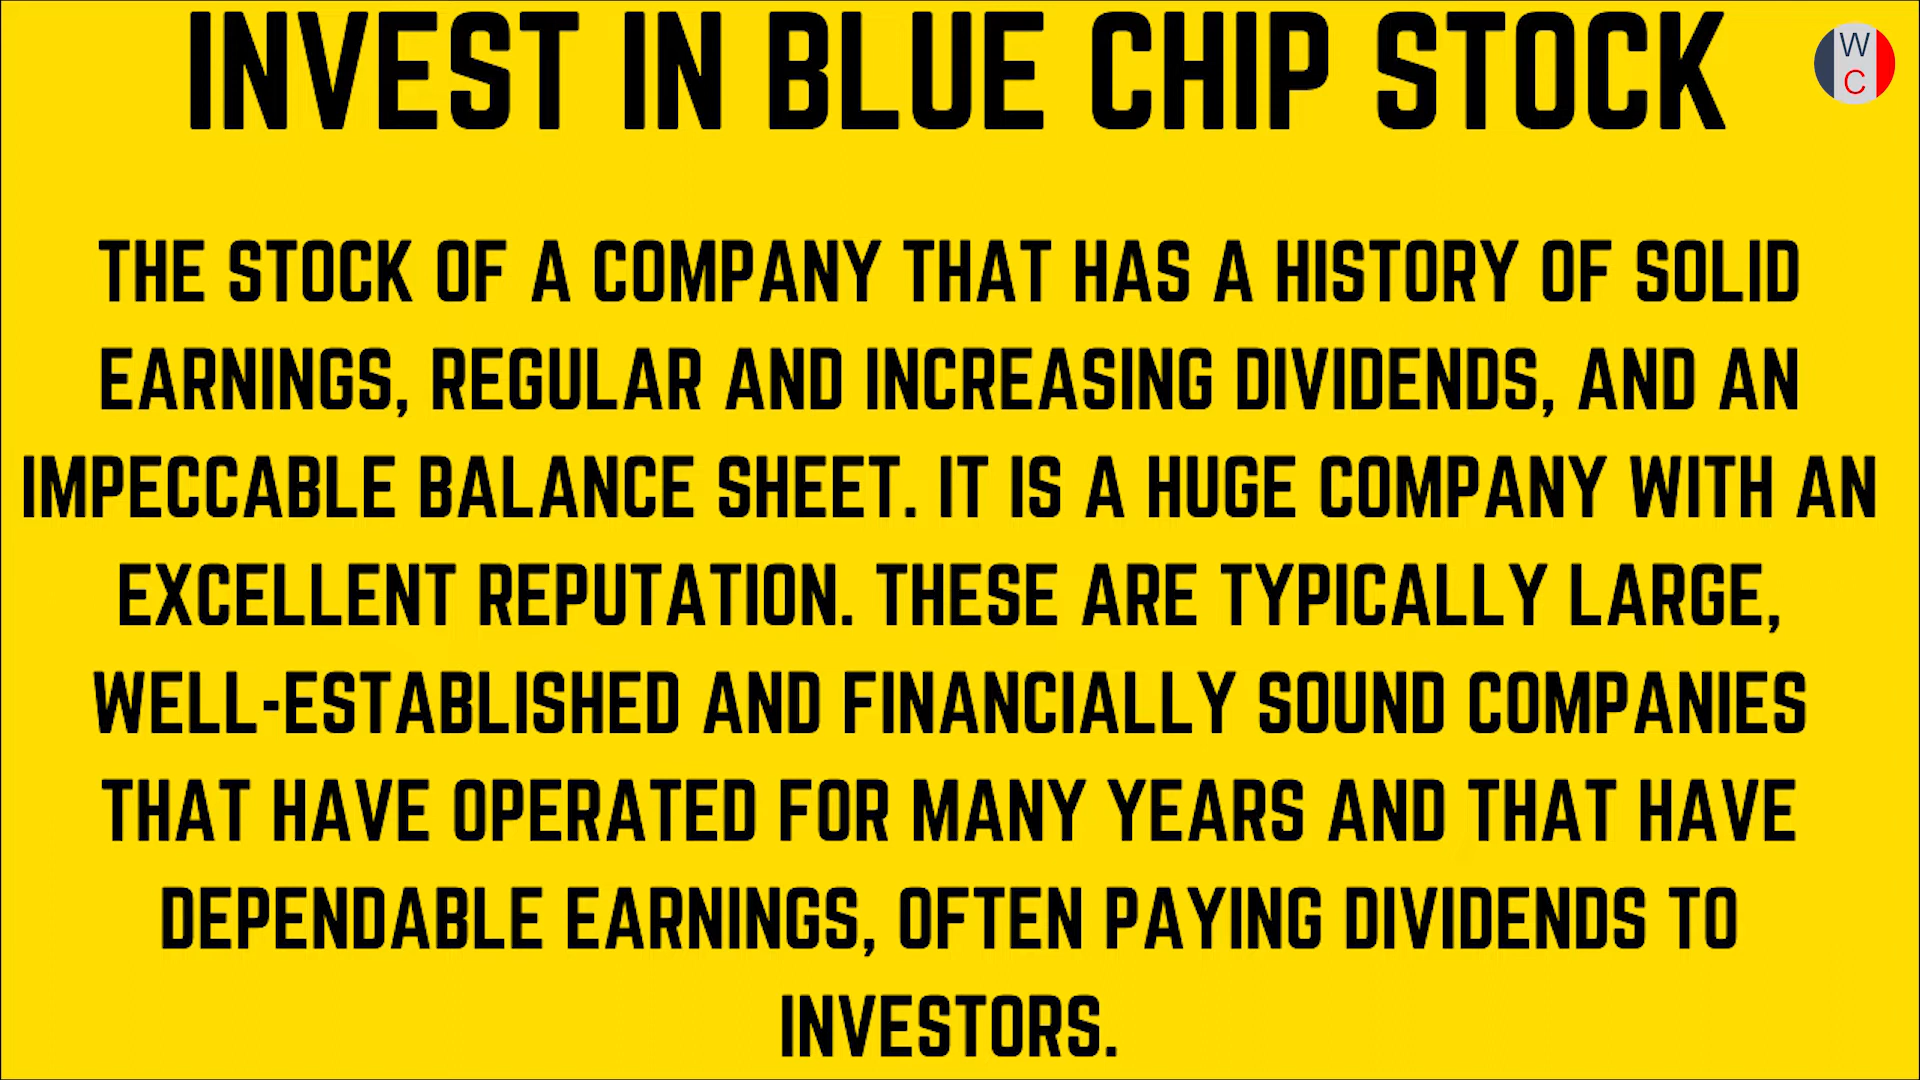 INVEST IN BLUE CHIP STOCK
W
C
THE STOCK OF A COMPANY THAT HAS A HISTORY OF SOLID
EARNINGS, REGULAR AND INCREASING DIVIDENDS, AND AN
IMPECCABLE BALANCE SHEET. IT IS A HUGE COMPANY WITH AN
EXCELLENT REPUTATION. THESE ARE TYPICALLY LARGE,
WELL-ESTABLISHED AND FINANCIALLY SOUND COMPANIES
THAT HAVE OPERATED FOR MANY YEARS AND THAT HAVE
DEPENDABLE EARNINGS, OFTEN PAYING DIVIDENDS TO
INVESTORS.